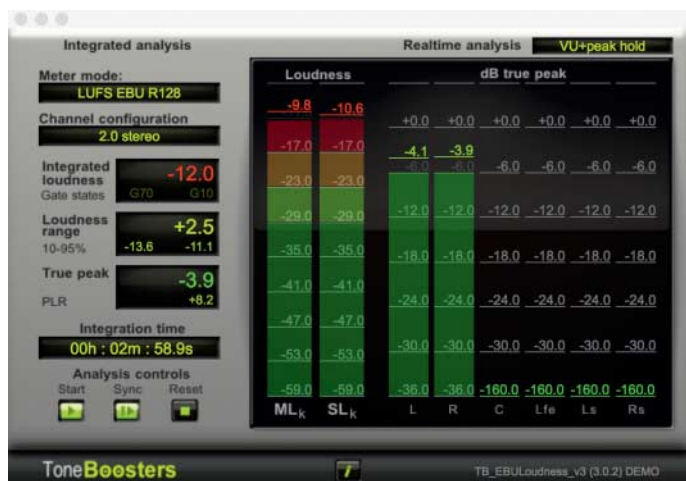 Integrated analysis
Realtime analysis VU+peak hold
Meter mode:
LUFS EBU R128
Channel configuration
2.0 stereo
Integrated loudness -12.0
Gate states G70 G10
Loudness range +2.5
10-95% -13.6 -11.1
True peak -3.9
PLR +8.2
Integration time
00h : 02m : 58.9s
Analysis controls
Start Sync Reset
Loudness
-9.8 -10.6
-17.0 -17.0
-23.0 -23.0
-29.0 -29.0
-35.0 -35.0
-41.0 -41.0
-47.0 -47.0
-53.0 -53.0
-59.0 -59.0
MLk SLk
dB true peak
+0.0 +0.0 +0.0 +0.0 +0.0 +0.0
-4.1 -3.9
-6.0 -6.0 -6.0 -6.0 -6.0 -6.0
-12.0 -12.0 -12.0 -12.0 -12.0 -12.0
-18.0 -18.0 -18.0 -18.0 -18.0 -18.0
-24.0 -24.0 -24.0 -24.0 -24.0 -24.0
-30.0 -30.0 -30.0 -30.0 -30.0 -30.0
-36.0 -36.0 -160.0 -160.0 -160.0 -160.0
L R C Lfe Ls Rs
ToneBoosters
i
TB_EBULoudness_v3 (3.0.2) DEMO